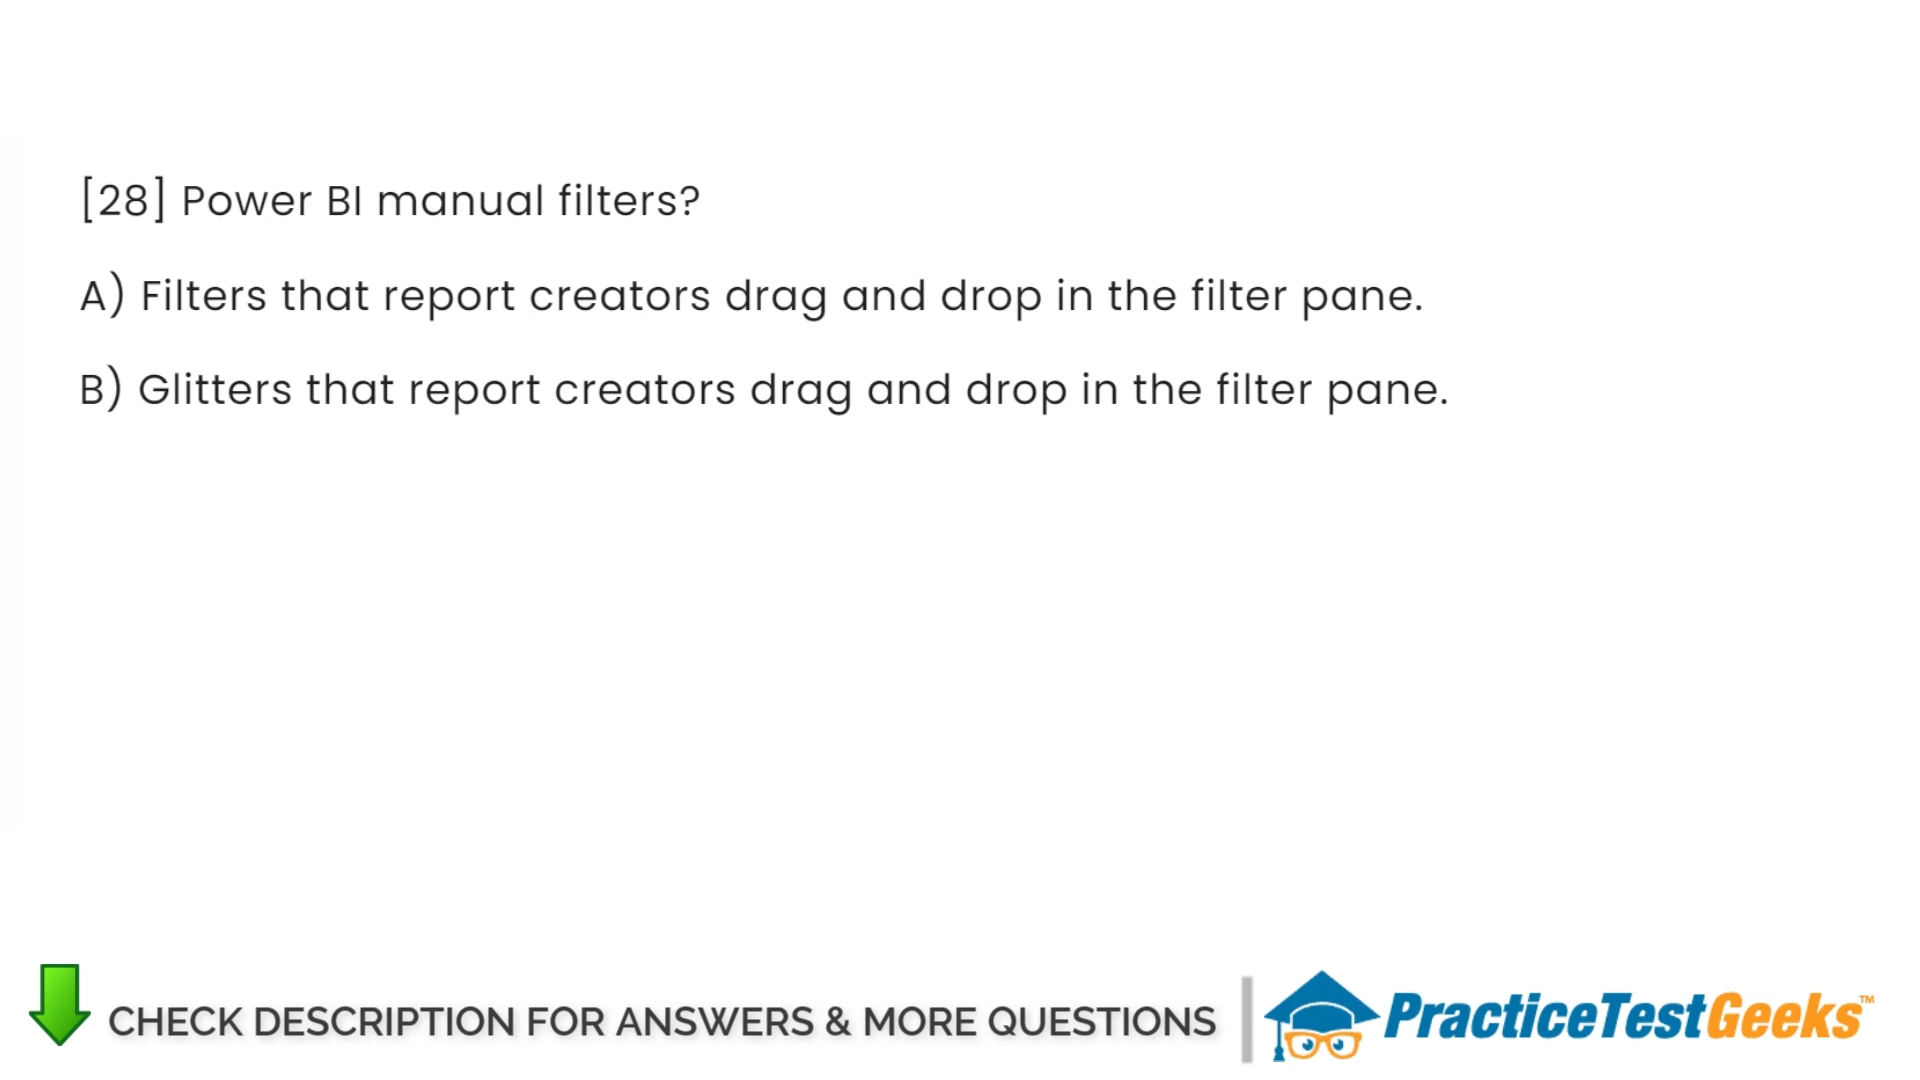 [28] Power BI manual filters?
A) Filters that report creators drag and drop in the filter pane.
B) Glitters that report creators drag and drop in the filter pane.
CHECK DESCRIPTION FOR ANSWERS & MORE QUESTIONS
PracticeTestGeeks™